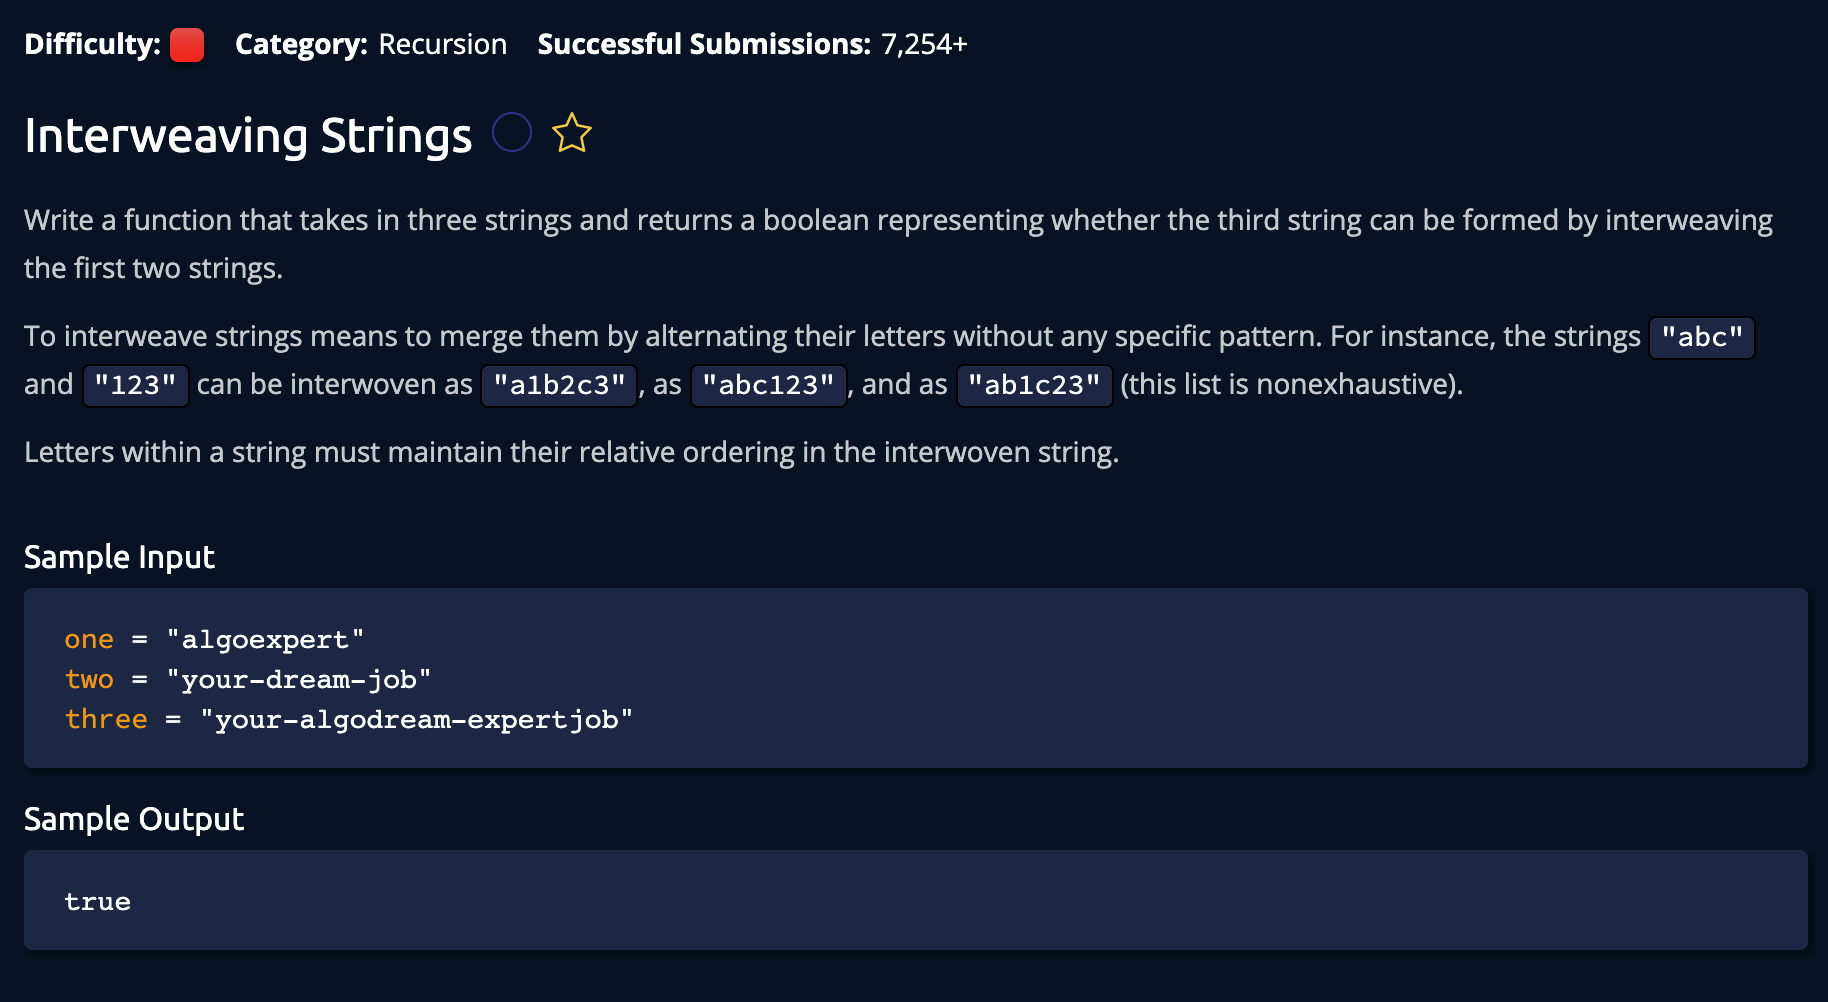 Difficulty: Category: Recursion Successful Submissions: 7,254+
Interweaving Strings
Write a function that takes in three strings and returns a boolean representing whether the third string can be formed by interweaving
the first two strings.
To interweave strings means to merge them by alternating their letters without any specific pattern. For instance, the strings "abc"
and "123" can be interwoven as "a1b2c3", as "abc123", and as "ab1c23" (this list is nonexhaustive).
Letters within a string must maintain their relative ordering in the interwoven string.
Sample Input
one = "algoexpert"
two = "your-dream-job"
three = "your-algodream-expertjob"
Sample Output
true